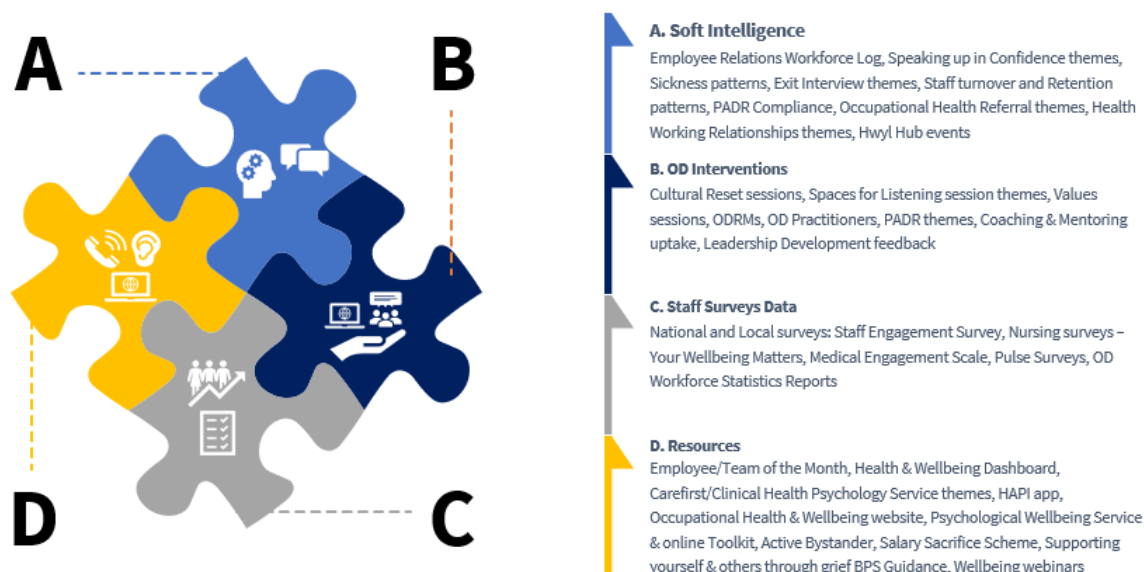 A
B
D
C
A. Soft Intelligence
Employee Relations Workforce Log, Speaking up in Confidence themes,
Sickness patterns, Exit Interview themes, Staff turnover and Retention
patterns, PADR Compliance, Occupational Health Referral themes, Health
Working Relationships themes, Hwyl Hub events
B. OD Interventions
Cultural Reset sessions, Spaces for Listening session themes, Values
sessions, ODRMs, OD Practitioners, PADR themes, Coaching & Mentoring
uptake, Leadership Development feedback
C. Staff Surveys Data
National and Local surveys: Staff Engagement Survey, Nursing surveys –
Your Wellbeing Matters, Medical Engagement Scale, Pulse Surveys, OD
Workforce Statistics Reports
D. Resources
Employee/Team of the Month, Health & Wellbeing Dashboard,
Carefirst/Clinical Health Psychology Service themes, HAPI app,
Occupational Health & Wellbeing website, Psychological Wellbeing Service
& online Toolkit, Active Bystander, Salary Sacrifice Scheme, Supporting
yourself & others through grief BPS Guidance, Wellbeing webinars